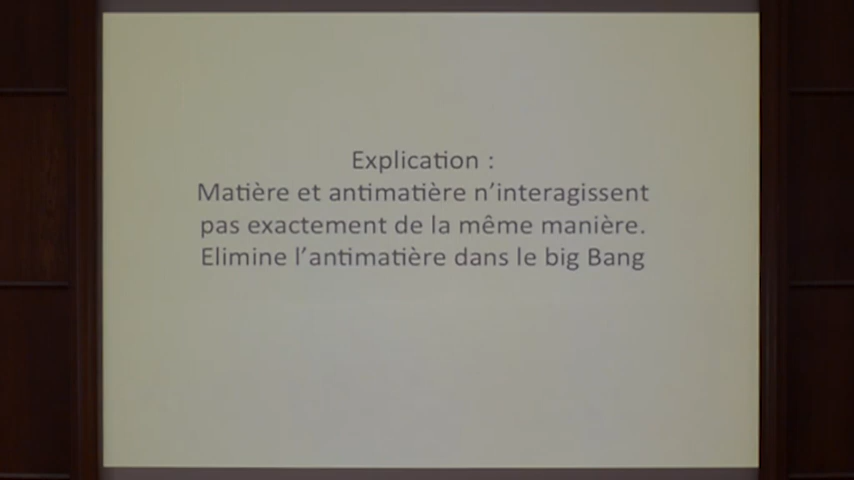 Explication :
Matière et antimatière n’interagissent
pas exactement de la même manière.
Elimine l’antimatière dans le big Bang